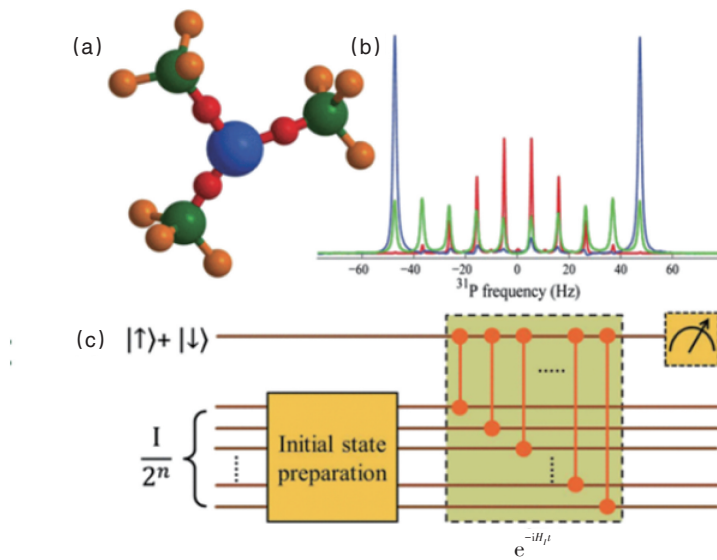 (a)
(b)
−60 −40 −20 0 20 40 60
³¹P frequency (Hz)
(c)
|↑⟩+ |↓⟩
I
2ⁿ
Initial state
preparation
e^{−iH_I t}